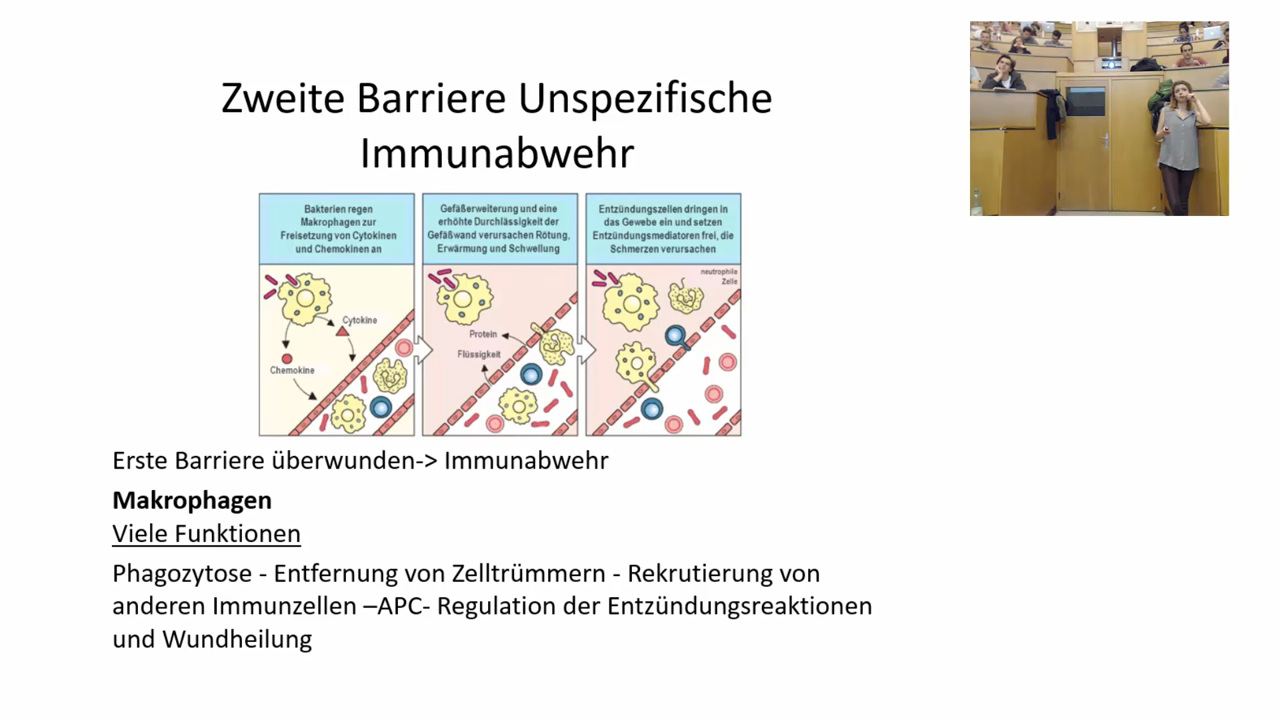 Zweite Barriere Unspezifische
Immunabwehr
Bakterien regen
Makrophagen zur
Freisetzung von Cytokinen
und Chemokinen an
Gefäßerweiterung und eine
erhöhte Durchlässigkeit der
Gefäßwand verursachen Rötung,
Erwärmung und Schwellung
Entzündungszellen dringen in
das Gewebe ein und setzen
Entzündungsmediatoren frei, die
Schmerzen verursachen
Cytokine
Chemokine
Protein
Flüssigkeit
neutrophile
Zelle
Erste Barriere überwunden-> Immunabwehr
Makrophagen
Viele Funktionen
Phagozytose - Entfernung von Zelltrümmern - Rekrutierung von
anderen Immunzellen –APC- Regulation der Entzündungsreaktionen
und Wundheilung